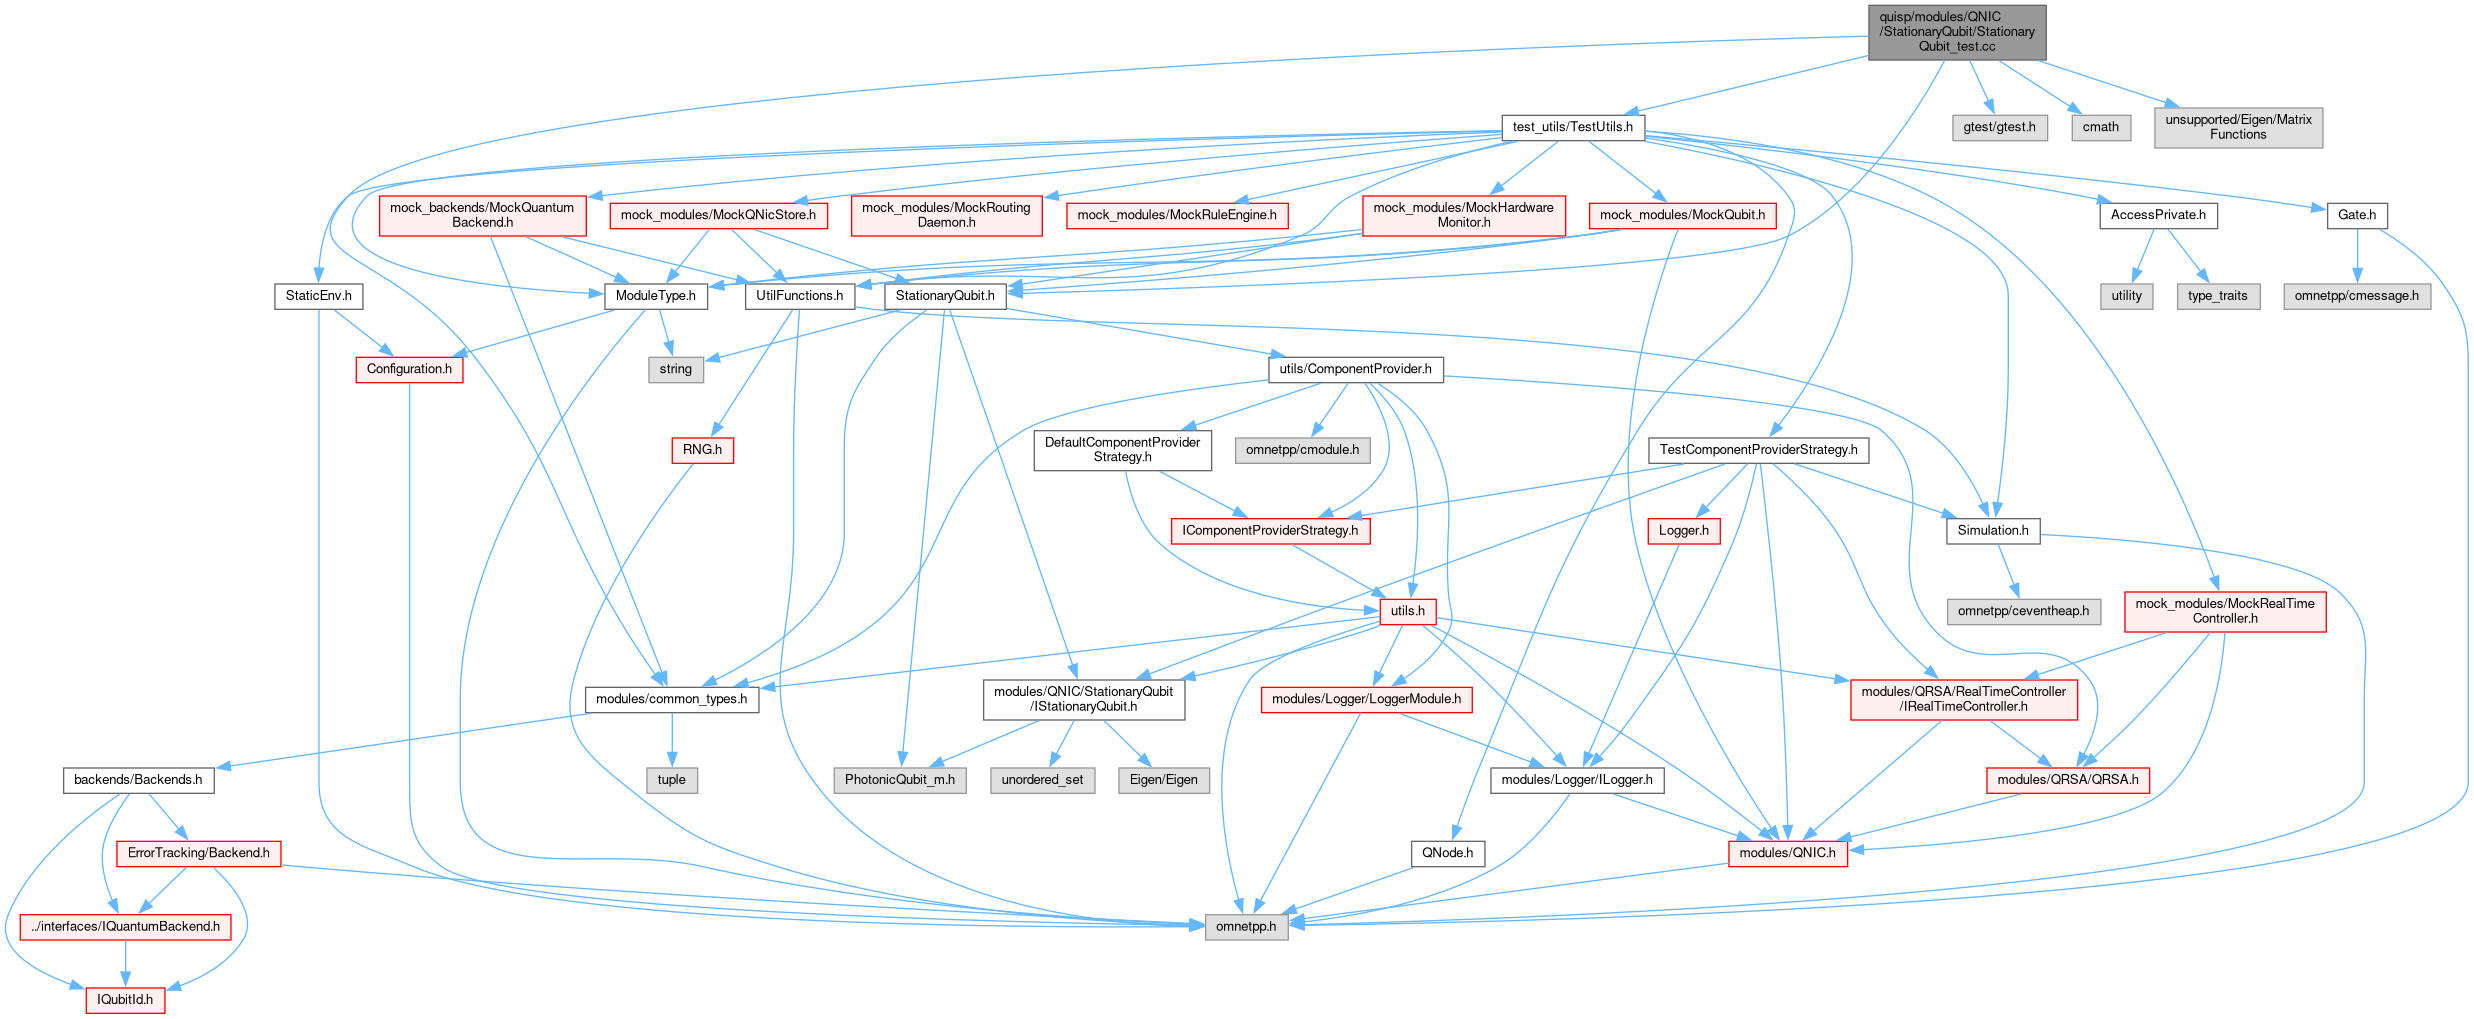 quisp/modules/QNIC
/StationaryQubit/Stationary
Qubit_test.cc
test_utils/TestUtils.h
gtest/gtest.h
cmath
unsupported/Eigen/Matrix
Functions
mock_backends/MockQuantum
Backend.h
mock_modules/MockQNicStore.h
mock_modules/MockRouting
Daemon.h
mock_modules/MockRuleEngine.h
mock_modules/MockHardware
Monitor.h
mock_modules/MockQubit.h
AccessPrivate.h
Gate.h
StaticEnv.h
ModuleType.h
UtilFunctions.h
StationaryQubit.h
utility
type_traits
omnetpp/cmessage.h
Configuration.h
string
utils/ComponentProvider.h
RNG.h
DefaultComponentProvider
Strategy.h
omnetpp/cmodule.h
TestComponentProviderStrategy.h
IComponentProviderStrategy.h
Logger.h
Simulation.h
utils.h
omnetpp/ceventheap.h
mock_modules/MockRealTime
Controller.h
modules/common_types.h
modules/QNIC/StationaryQubit
/IStationaryQubit.h
modules/Logger/LoggerModule.h
modules/QRSA/RealTimeController
/IRealTimeController.h
backends/Backends.h
tuple
PhotonicQubit_m.h
unordered_set
Eigen/Eigen
modules/Logger/ILogger.h
modules/QRSA/QRSA.h
ErrorTracking/Backend.h
QNode.h
modules/QNIC.h
../interfaces/IQuantumBackend.h
omnetpp.h
IQubitId.h